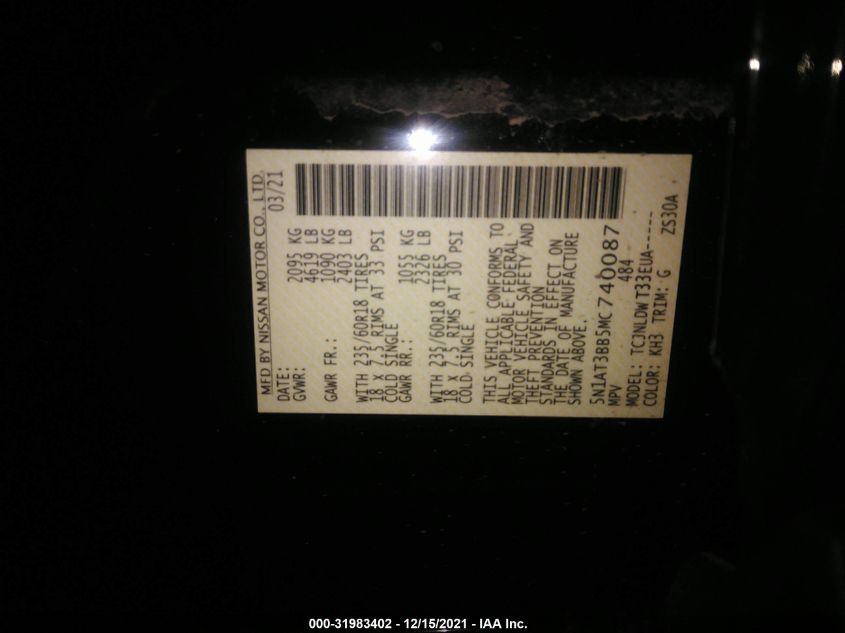 MFD BY NISSAN MOTOR CO., LTD.
DATE: 03/21
GVWR: 2095 KG
4619 LB
GAWR FR.: 1090 KG
2403 LB
WITH 235/60R18 TIRES
18 X 7.5 RIMS AT 33 PSI
COLD SINGLE
GAWR RR.: 1055 KG
2326 LB
WITH 235/60R18 TIRES
18 X 7.5 RIMS AT 30 PSI
COLD SINGLE
THIS VEHICLE CONFORMS TO
ALL APPLICABLE FEDERAL
MOTOR VEHICLE SAFETY AND
THEFT PREVENTION
STANDARDS IN EFFECT ON
THE DATE OF MANUFACTURE
SHOWN ABOVE.
5N1AT3BB5MC740087
MPV 484
MODEL: TCJNLDWT33EUA-----
COLOR: KH3 TRIM: G ZS30A
000-31983402 - 12/15/2021 - IAA Inc.